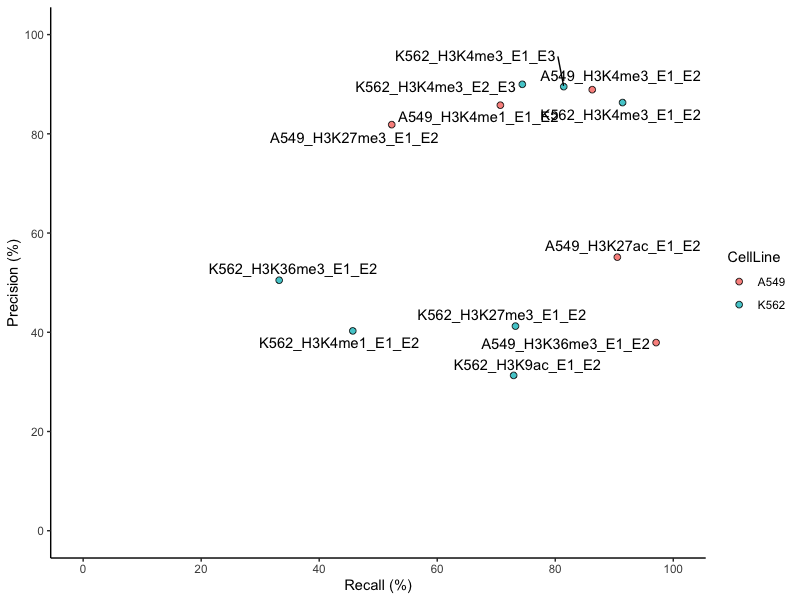 100
80
60
40
20
0
Precision (%)
K562_H3K4me3_E1_E3
A549_H3K4me3_E1_E2
K562_H3K4me3_E2_E3
A549_H3K4me1_E1_E2
K562_H3K4me3_E1_E2
A549_H3K27me3_E1_E2
A549_H3K27ac_E1_E2
K562_H3K36me3_E1_E2
K562_H3K27me3_E1_E2
K562_H3K4me1_E1_E2
A549_H3K36me3_E1_E2
K562_H3K9ac_E1_E2
CellLine
A549
K562
0 20 40 60 80 100
Recall (%)